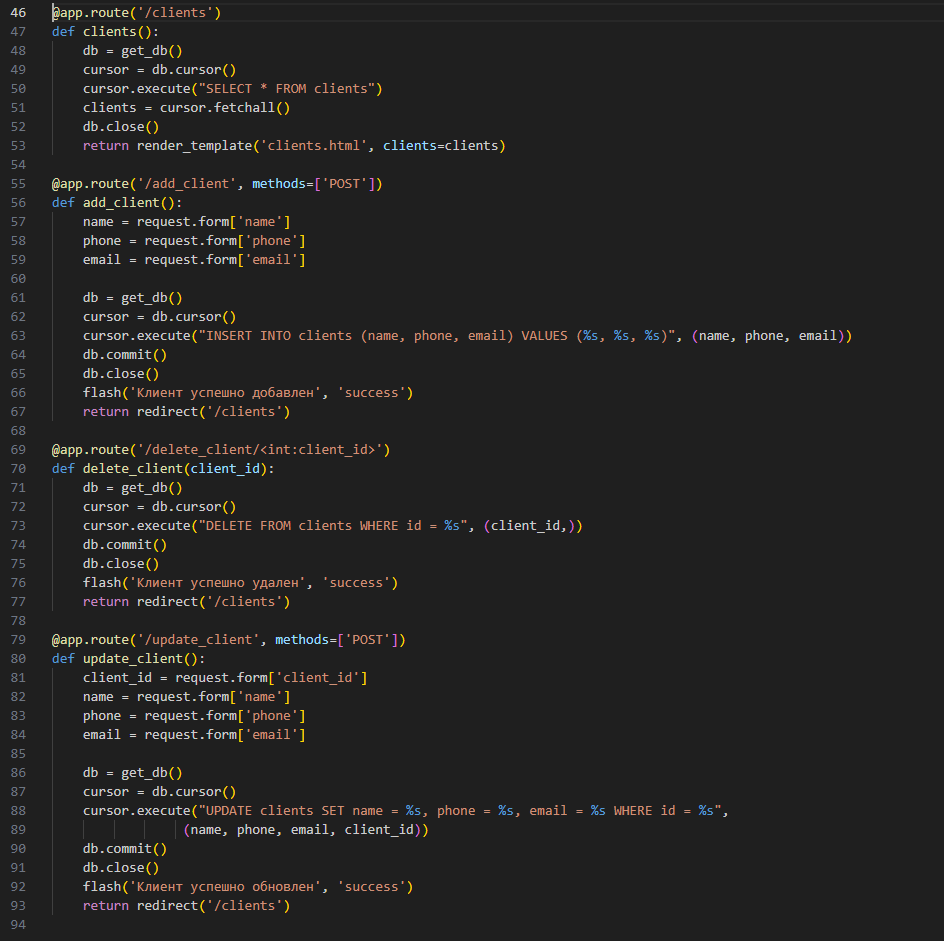 46 @app.route('/clients')
47 def clients():
48     db = get_db()
49     cursor = db.cursor()
50     cursor.execute("SELECT * FROM clients")
51     clients = cursor.fetchall()
52     db.close()
53     return render_template('clients.html', clients=clients)
54
55 @app.route('/add_client', methods=['POST'])
56 def add_client():
57     name = request.form['name']
58     phone = request.form['phone']
59     email = request.form['email']
60
61     db = get_db()
62     cursor = db.cursor()
63     cursor.execute("INSERT INTO clients (name, phone, email) VALUES (%s, %s, %s)", (name, phone, email))
64     db.commit()
65     db.close()
66     flash('Клиент успешно добавлен', 'success')
67     return redirect('/clients')
68
69 @app.route('/delete_client/<int:client_id>')
70 def delete_client(client_id):
71     db = get_db()
72     cursor = db.cursor()
73     cursor.execute("DELETE FROM clients WHERE id = %s", (client_id,))
74     db.commit()
75     db.close()
76     flash('Клиент успешно удален', 'success')
77     return redirect('/clients')
78
79 @app.route('/update_client', methods=['POST'])
80 def update_client():
81     client_id = request.form['client_id']
82     name = request.form['name']
83     phone = request.form['phone']
84     email = request.form['email']
85
86     db = get_db()
87     cursor = db.cursor()
88     cursor.execute("UPDATE clients SET name = %s, phone = %s, email = %s WHERE id = %s",
89                  (name, phone, email, client_id))
90     db.commit()
91     db.close()
92     flash('Клиент успешно обновлен', 'success')
93     return redirect('/clients')
94